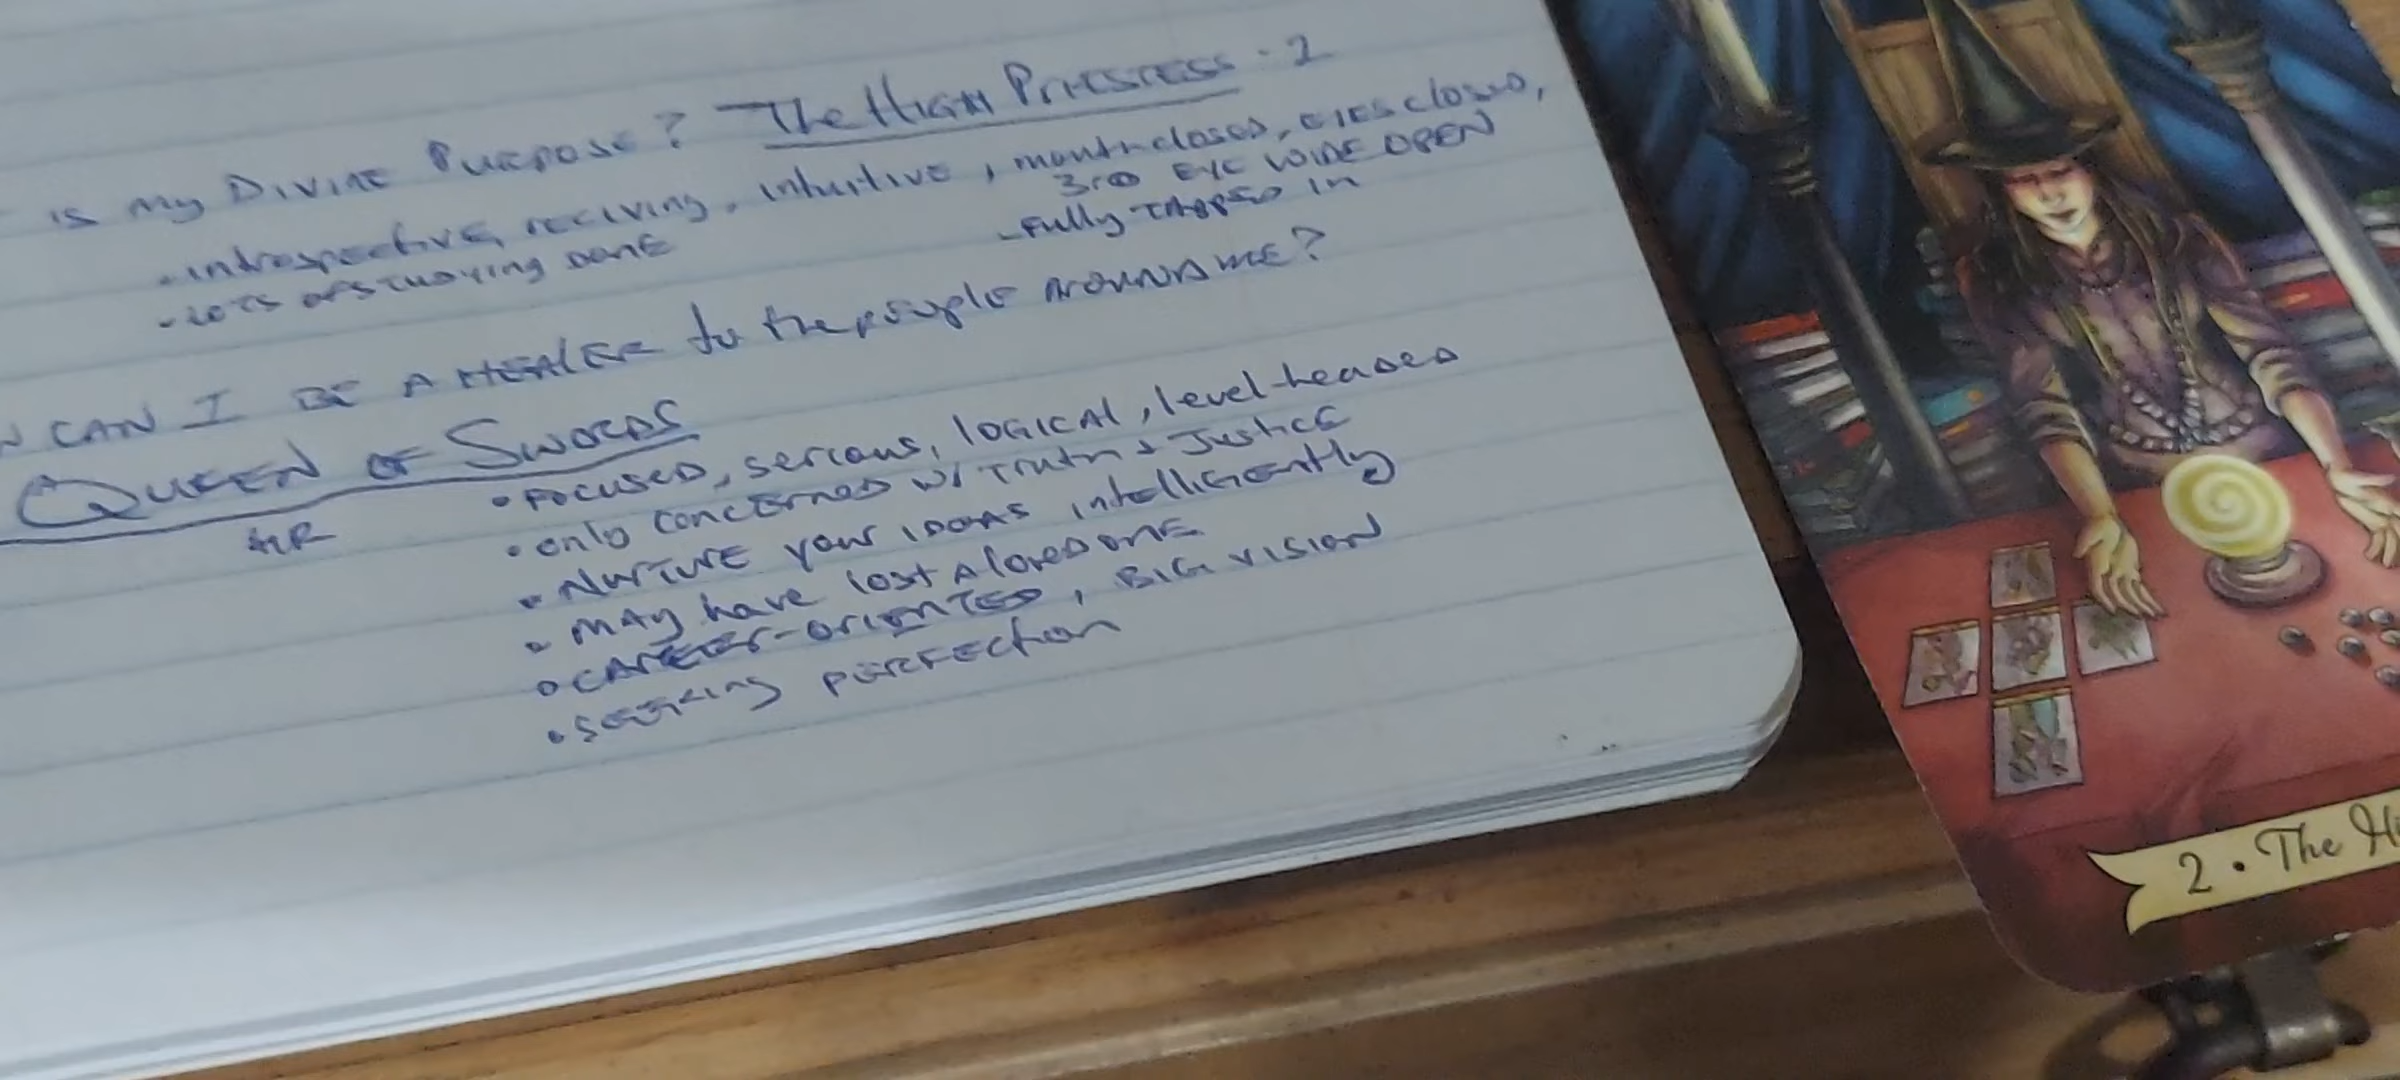 is my Divine Purpose? The High Priestess - 2
- introspective, reciving, intuitive, mouth closed, eyes closed,
3rd EYE WIDE OPEN
- lots of studying done
- Fully Tapped in
CAN I BE A HEALER to the people AROUND ME?
QUEEN OF SWORDS
• FOCUSED, serious, LOGICAL, level-headed
• only concerned w/ Truth & Justice
• Nurture your IDEAS intelligently
• MAY have lost a loved one
• CAREER-oriented, BIG VISION
• seeking PERFECtion
2 • The Hi